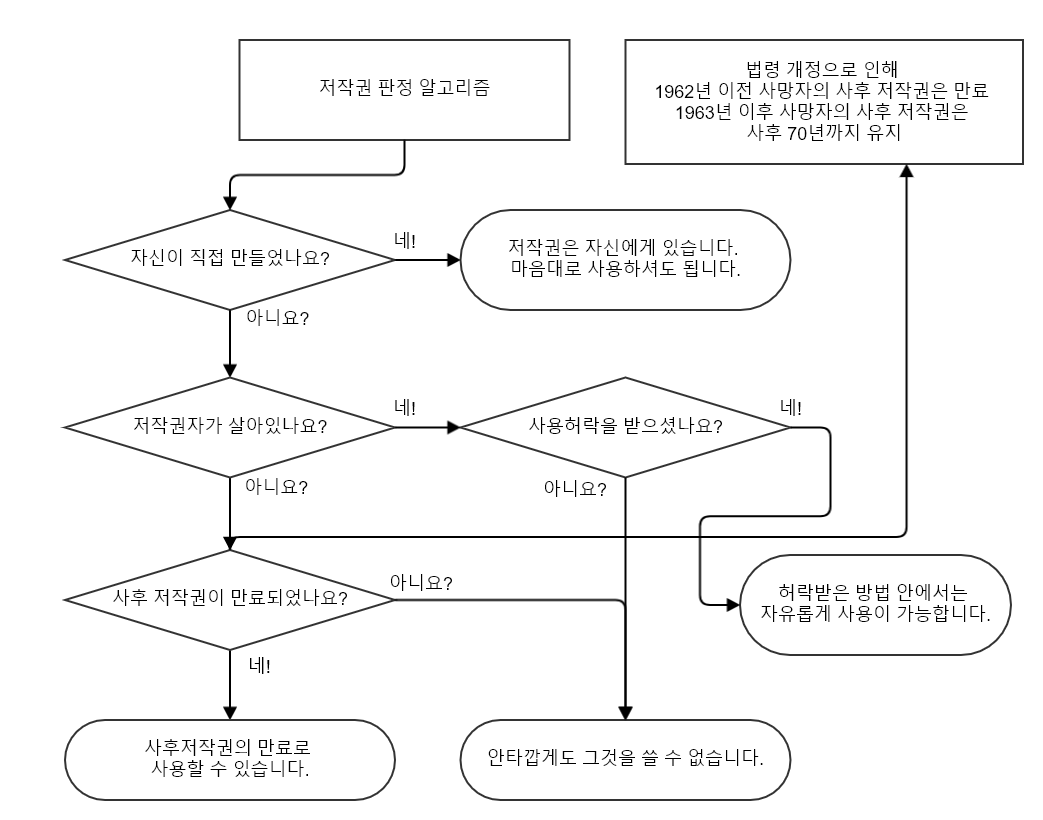 저작권 판정 알고리즘
법령 개정으로 인해
1962년 이전 사망자의 사후 저작권은 만료
1963년 이후 사망자의 사후 저작권은
사후 70년까지 유지
자신이 직접 만들었나요?
네!
저작권은 자신에게 있습니다.
마음대로 사용하셔도 됩니다.
아니요?
저작권자가 살아있나요?
네!
사용허락을 받으셨나요?
네!
아니요?
아니요?
사후 저작권이 만료되었나요?
아니요?
허락받은 방법 안에서는
자유롭게 사용이 가능합니다.
네!
사후저작권의 만료로
사용할 수 있습니다.
안타깝게도 그것을 쓸 수 없습니다.